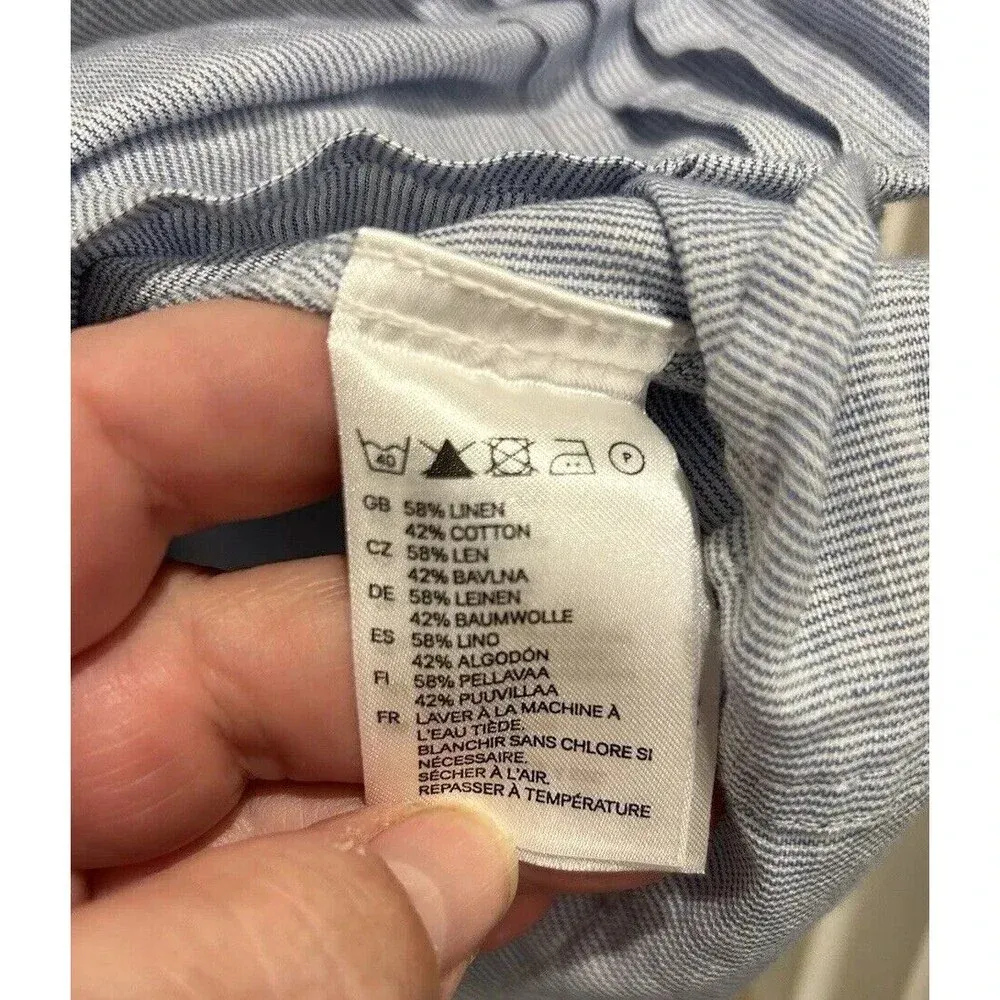 40
P
GB 58% LINEN
42% COTTON
CZ 58% LEN
42% BAVLNA
DE 58% LEINEN
42% BAUMWOLLE
ES 58% LINO
42% ALGODÓN
FI 58% PELLAVAA
42% PUUVILLAA
FR LAVER À LA MACHINE À
L'EAU TIÈDE.
BLANCHIR SANS CHLORE SI
NÉCESSAIRE.
SÉCHER À L'AIR.
REPASSER À TEMPÉRATURE